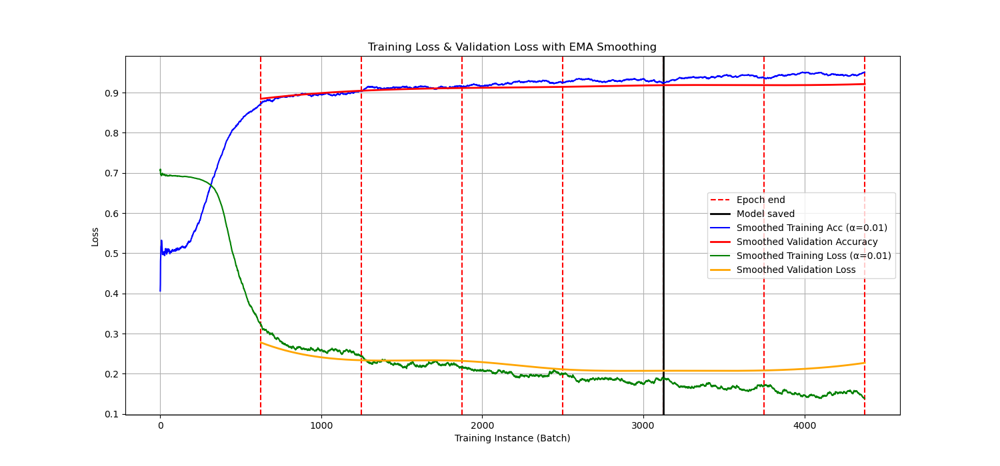 Training Loss & Validation Loss with EMA Smoothing
Loss
0.9
0.8
0.7
0.6
0.5
0.4
0.3
0.2
0.1
Epoch end
Model saved
Smoothed Training Acc (α=0.01)
Smoothed Validation Accuracy
Smoothed Training Loss (α=0.01)
Smoothed Validation Loss
0 1000 2000 3000 4000
Training Instance (Batch)